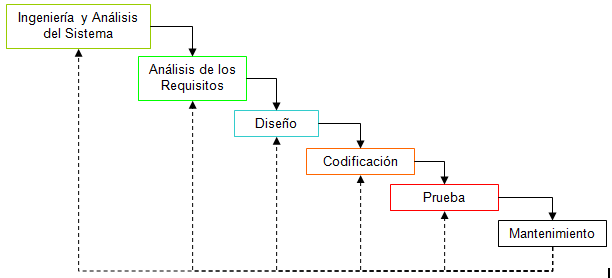 Ingeniería y Análisis
del Sistema
Análisis de los
Requisitos
Diseño
Codificación
Prueba
Mantenimiento